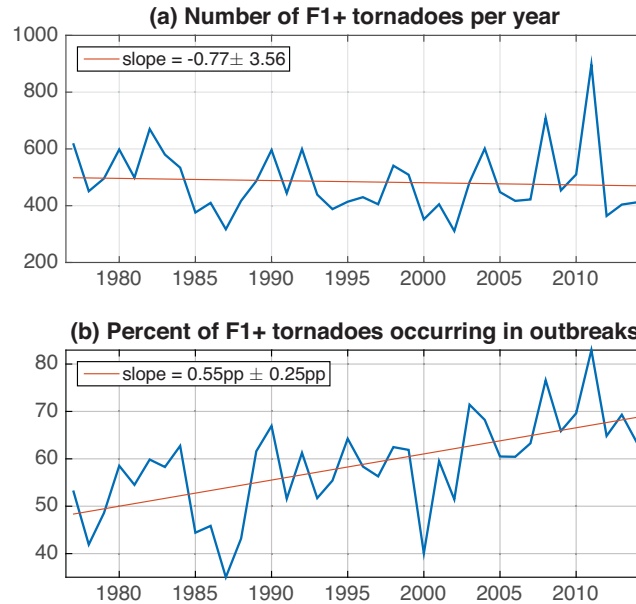 (a) Number of F1+ tornadoes per year
slope = -0.77± 3.56
1000
800
600
400
200
1980 1985 1990 1995 2000 2005 2010
(b) Percent of F1+ tornadoes occurring in outbreaks
slope = 0.55pp ± 0.25pp
80
70
60
50
40
1980 1985 1990 1995 2000 2005 2010